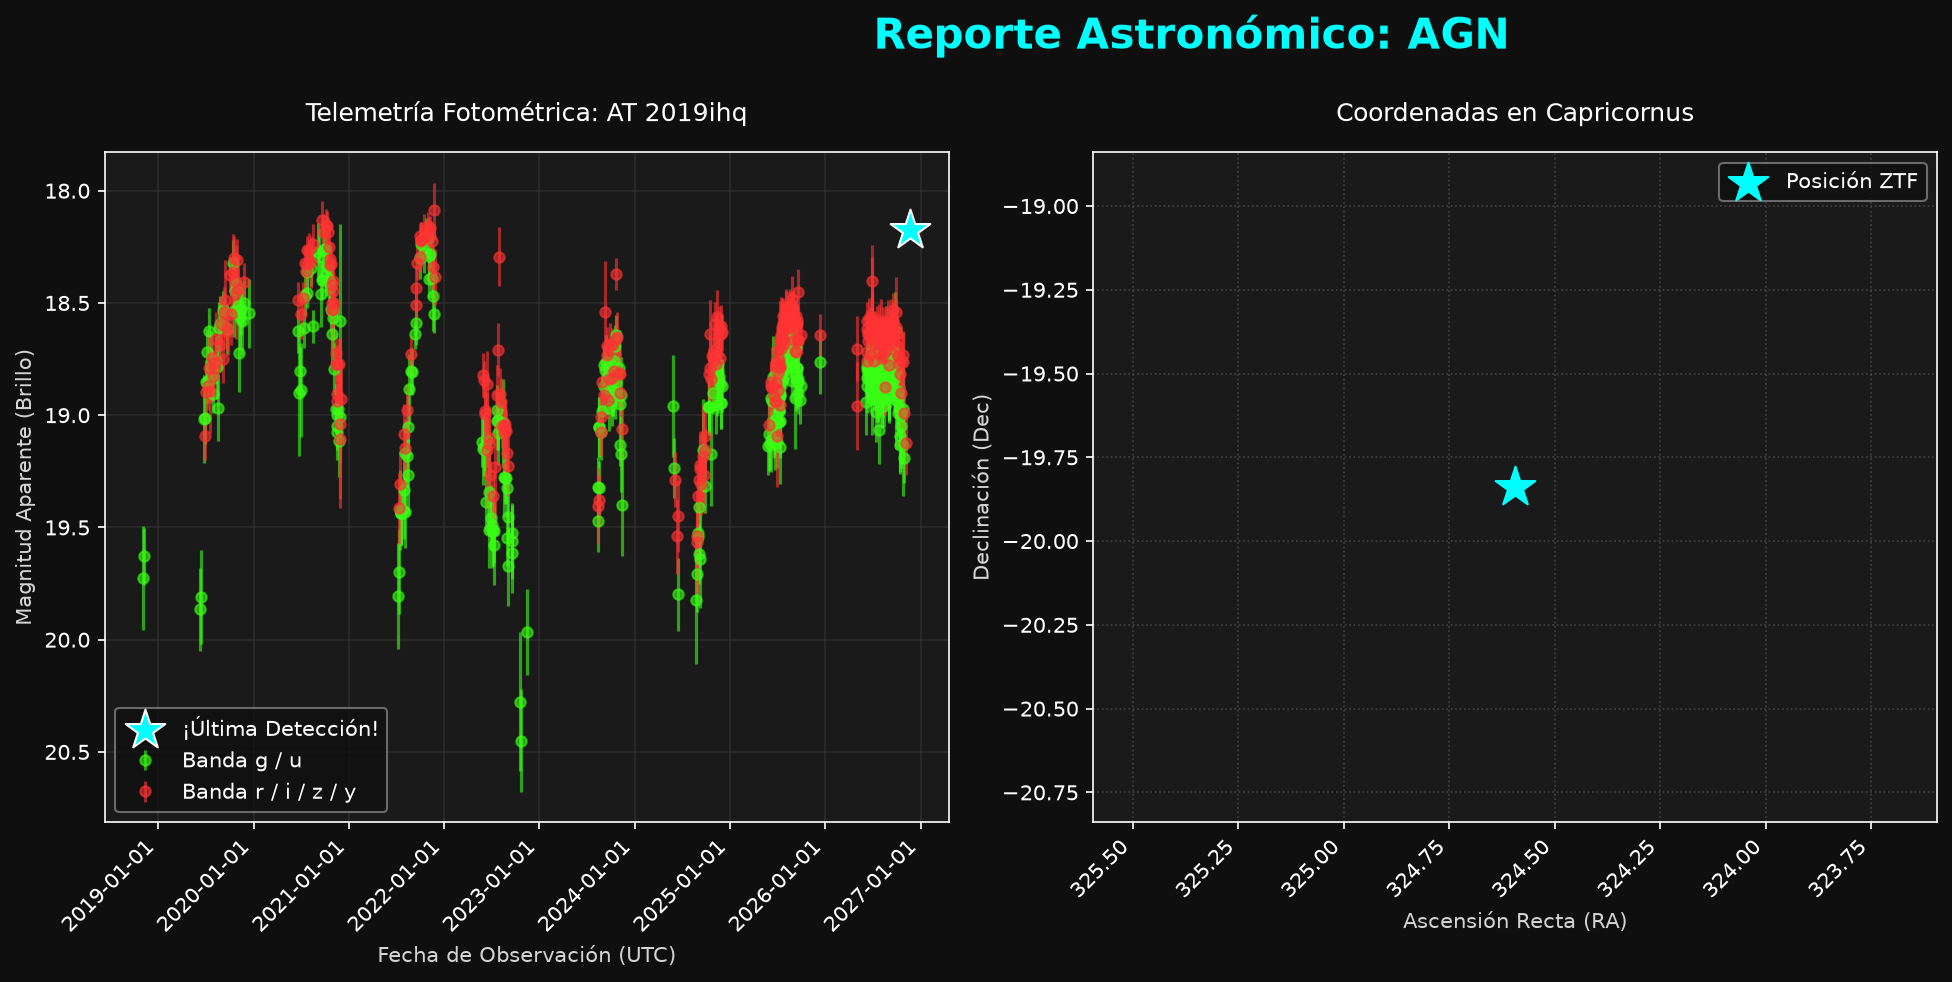 Reporte Astronómico: AGN
Telemetría Fotométrica: AT 2019ihq
Magnitud Aparente (Brillo)
18.0
18.5
19.0
19.5
20.0
20.5
¡Última Detección!
Banda g / u
Banda r / i / z / y
2019-01-01
2020-01-01
2021-01-01
2022-01-01
2023-01-01
2024-01-01
2025-01-01
2026-01-01
2027-01-01
Fecha de Observación (UTC)
Coordenadas en Capricornus
Posición ZTF
Declinación (Dec)
−19.00
−19.25
−19.50
−19.75
−20.00
−20.25
−20.50
−20.75
325.50
325.25
325.00
324.75
324.50
324.25
324.00
323.75
Ascensión Recta (RA)